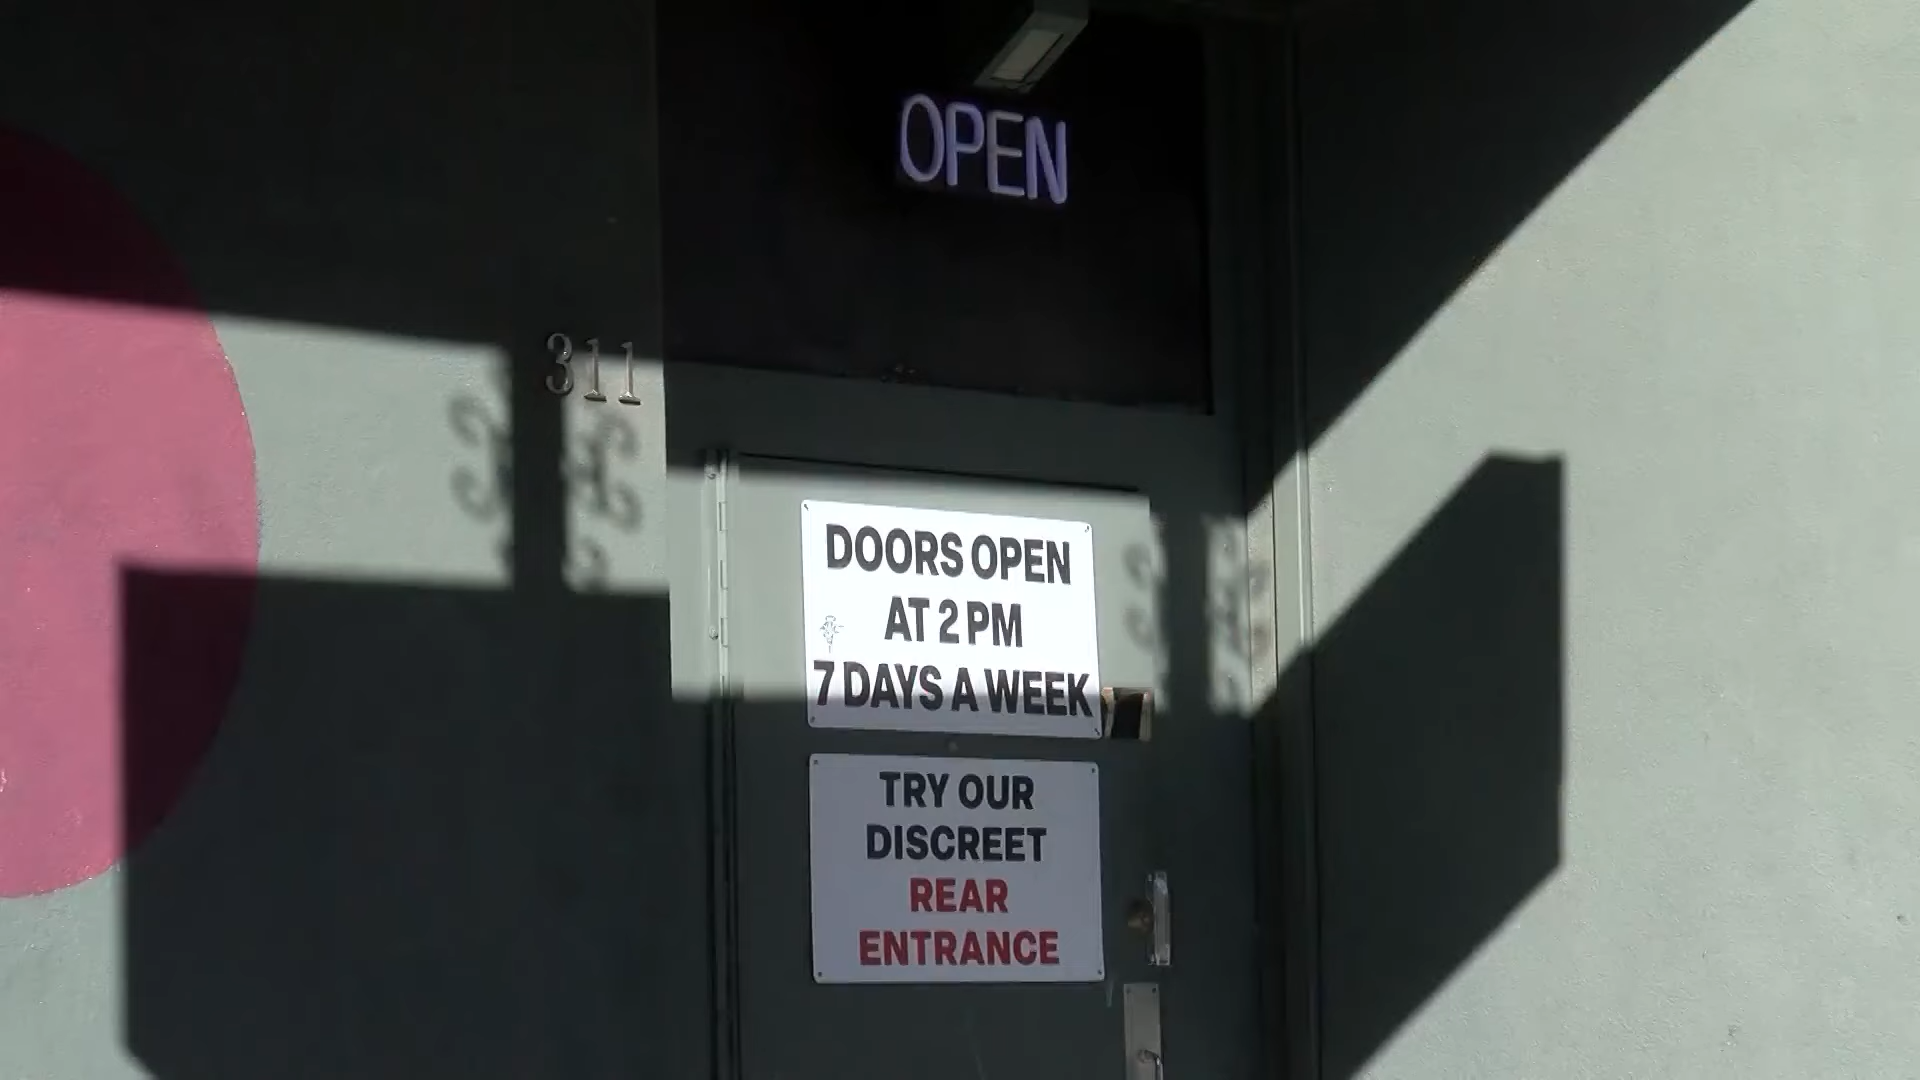 OPEN
311
DOORS OPEN
AT 2 PM
7 DAYS A WEEK
TRY OUR
DISCREET
REAR
ENTRANCE